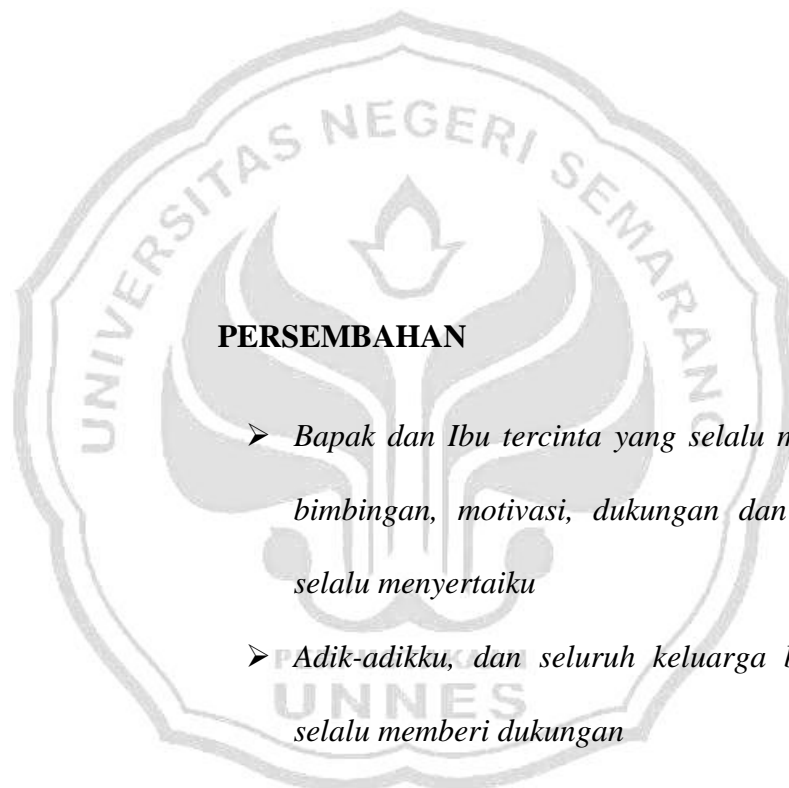 UNIVERSITAS NEGERI SEMARANG
PERSEMBAHAN
➢ Bapak dan Ibu tercinta yang selalu
bimbingan, motivasi, dukungan dan
selalu menyertaiku
➢ Adik-adikku, dan seluruh keluarga
selalu memberi dukungan
PERPUSTAKAAN
UNNES